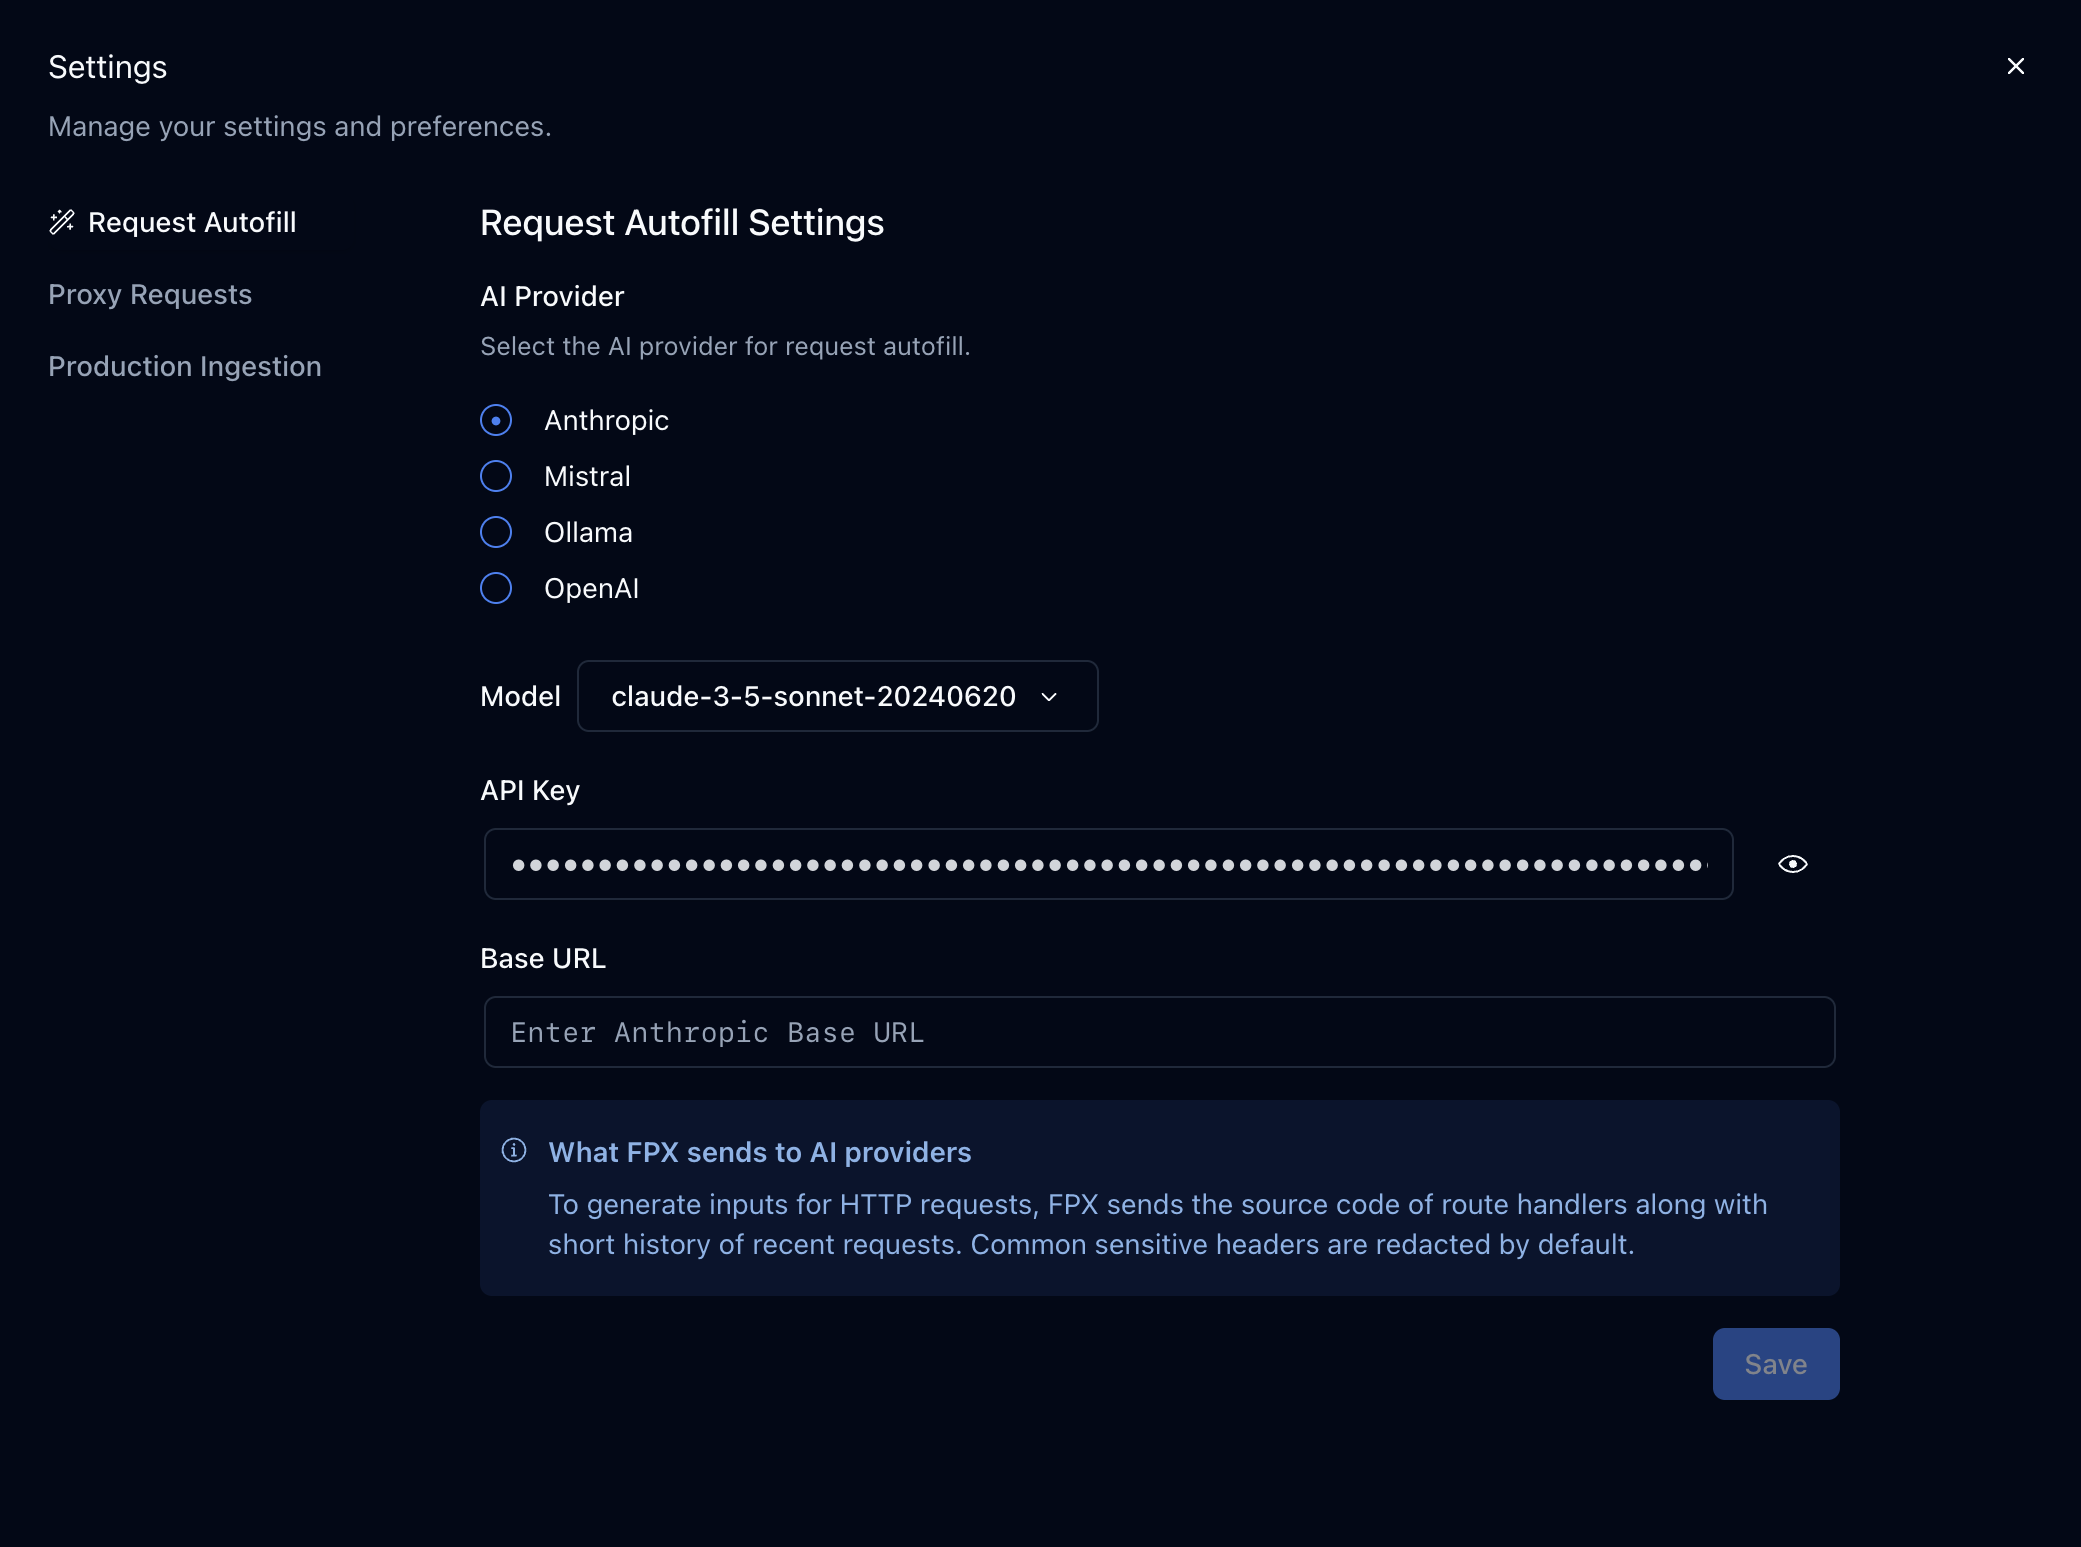 Settings
Manage your settings and preferences.
Request Autofill
Proxy Requests
Production Ingestion
Request Autofill Settings
AI Provider
Select the AI provider for request autofill.
Anthropic
Mistral
Ollama
OpenAI
Model
claude-3-5-sonnet-20240620
API Key
Base URL
Enter Anthropic Base URL
What FPX sends to AI providers
To generate inputs for HTTP requests, FPX sends the source code of route handlers along with
short history of recent requests. Common sensitive headers are redacted by default.
Save